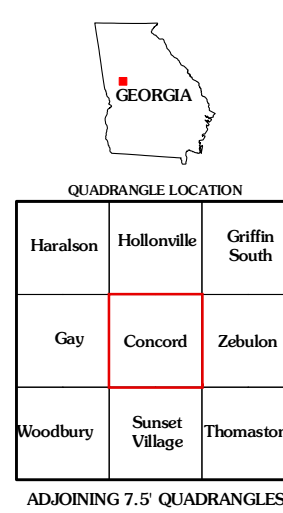 GEORGIA
QUADRANGLE LOCATION
Haralson Hollonville Griffin South
Gay Concord Zebulon
Woodbury Sunset Village Thomaston
ADJOINING 7.5' QUADRANGLES